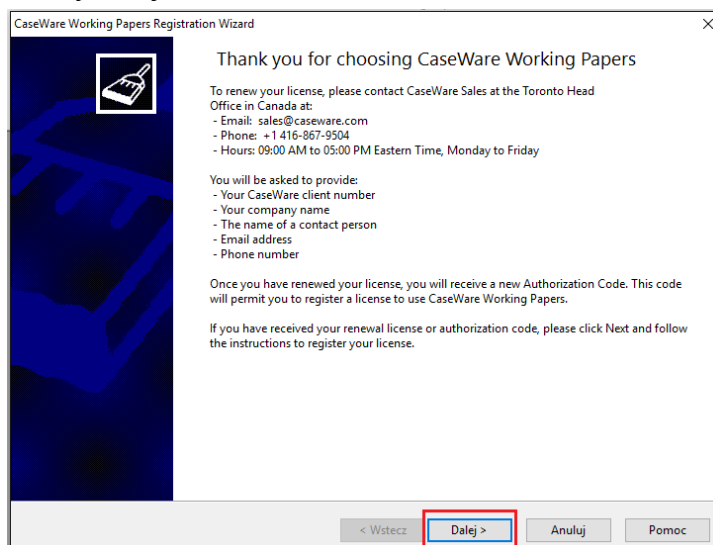 CaseWare Working Papers Registration Wizard
Thank you for choosing CaseWare Working Papers
To renew your license, please contact CaseWare Sales at the Toronto Head
Office in Canada at:
- Email: sales@caseware.com
- Phone: +1 416-867-9504
- Hours: 09:00 AM to 05:00 PM Eastern Time, Monday to Friday
You will be asked to provide:
- Your CaseWare client number
- Your company name
- The name of a contact person
- Email address
- Phone number
Once you have renewed your license, you will receive a new Authorization Code. This code
will permit you to register a license to use CaseWare Working Papers.
If you have received your renewal license or authorization code, please click Next and follow
the instructions to register your license.
< Wstecz Dalej > Anuluj Pomoc